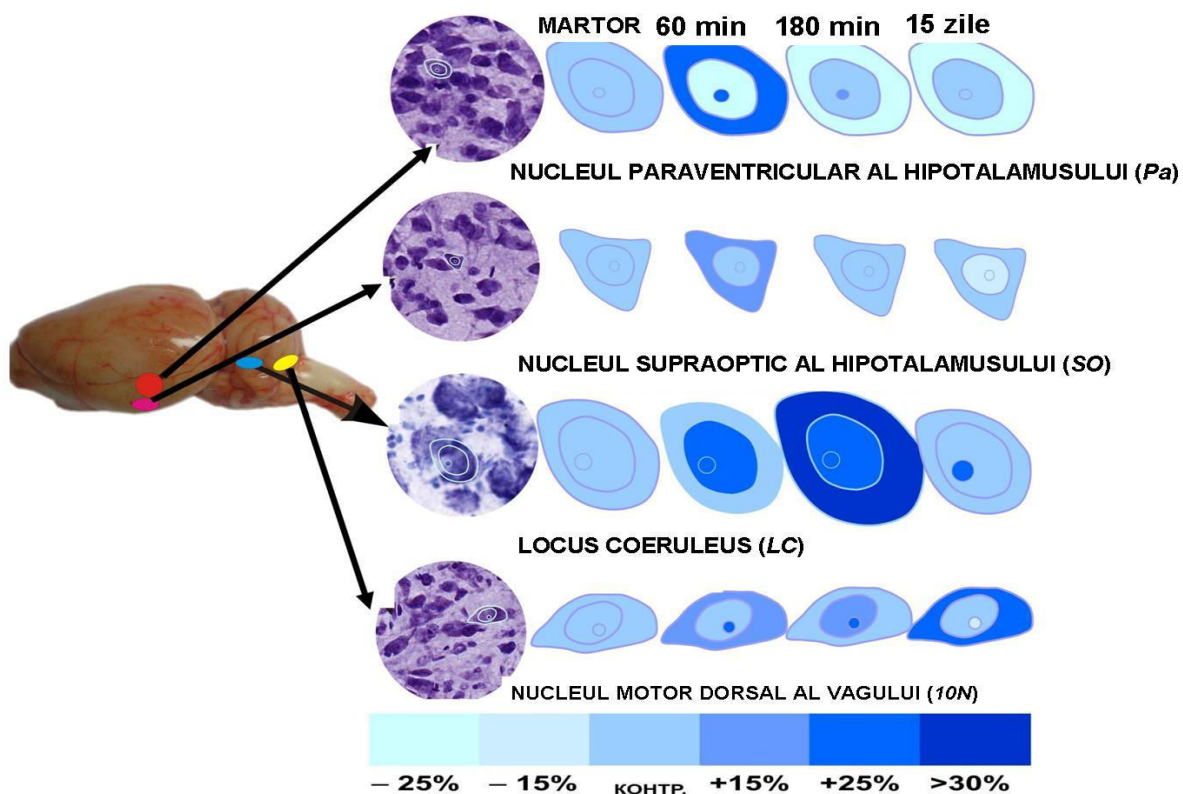 MARTOR 60 min 180 min 15 zile
NUCLEUL PARAVENTRICULAR AL HIPOTALAMUSULUI (Pa)
NUCLEUL SUPRAOPTIC AL HIPOTALAMUSULUI (SO)
LOCUS COERULEUS (LC)
NUCLEUL MOTOR DORSAL AL VAGULUI (10N)
– 25% – 15% КОНТР. +15% +25% >30%